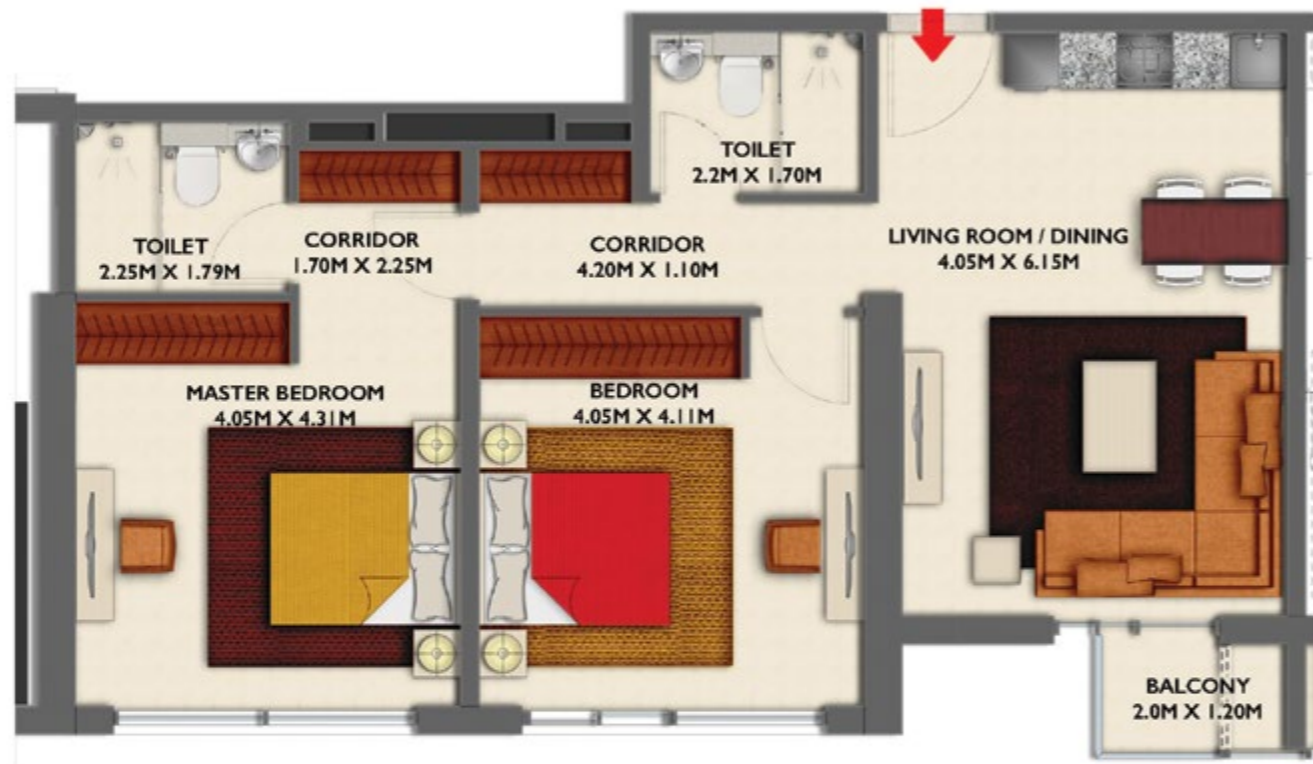 TOILET
2.2M X 1.70M
TOILET
2.25M X 1.79M
CORRIDOR
1.70M X 2.25M
CORRIDOR
4.20M X 1.10M
LIVING ROOM / DINING
4.05M X 6.15M
MASTER BEDROOM
4.05M X 4.31M
BEDROOM
4.05M X 4.11M
BALCONY
2.0M X 1.20M